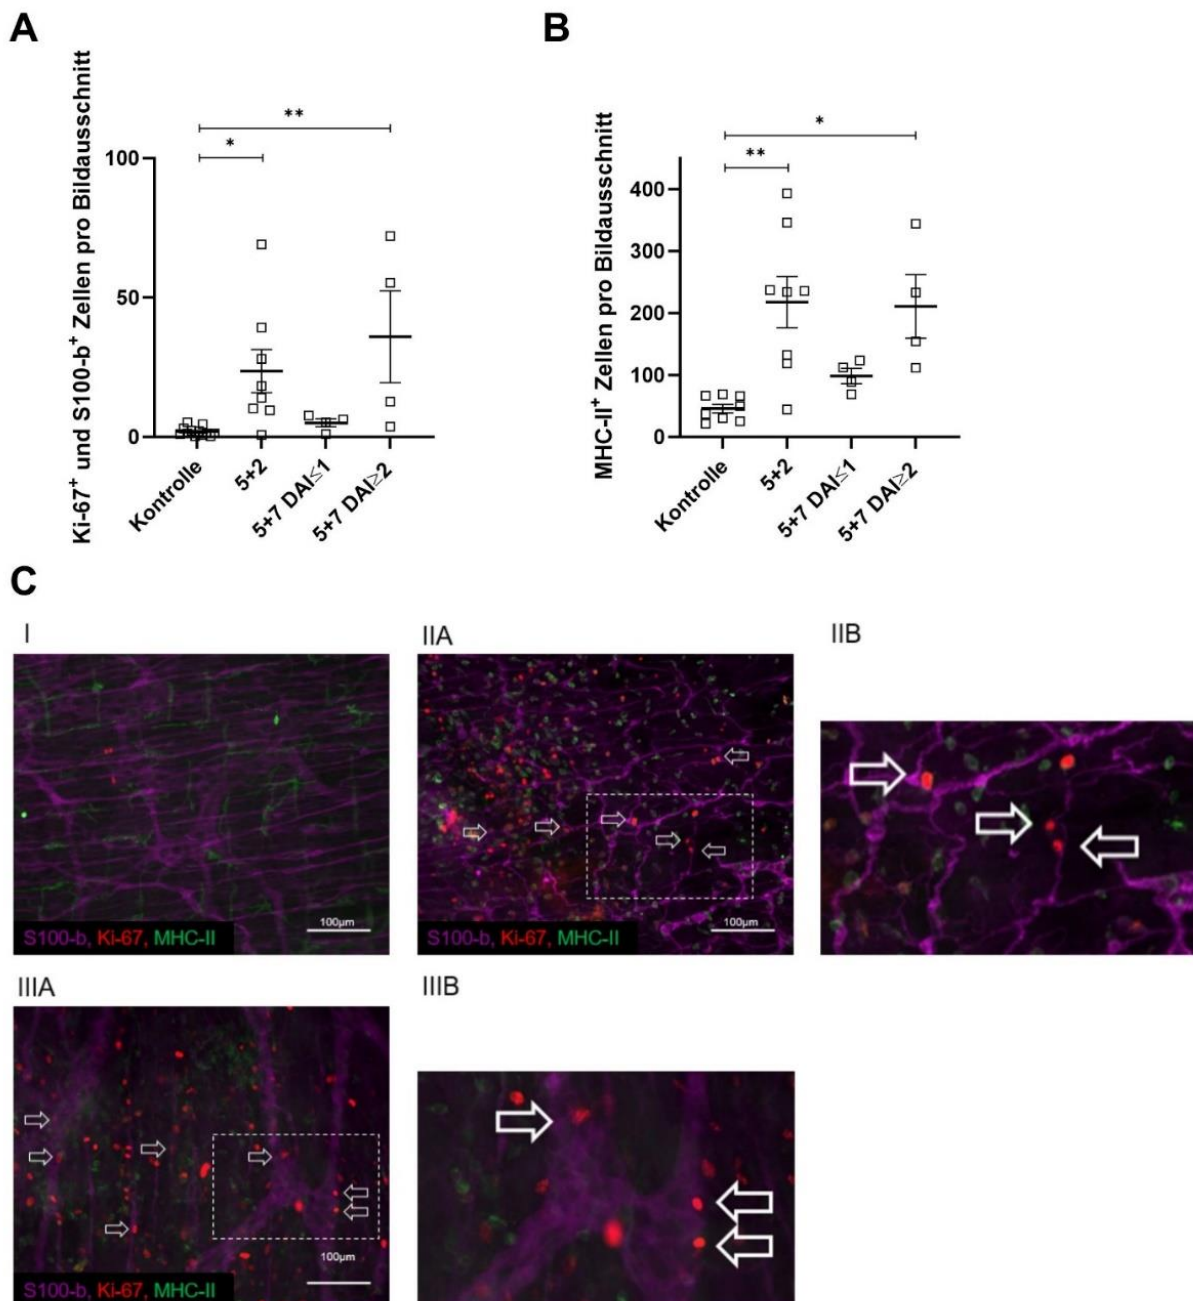 A
Ki-67⁺ und S100-b⁺ Zellen pro Bildausschnitt
**
*
100
50
0
Kontrolle
5+2
5+7 DAI≤1
5+7 DAI≥2
B
MHC-II⁺ Zellen pro Bildausschnitt
*
**
400
300
200
100
0
Kontrolle
5+2
5+7 DAI≤1
5+7 DAI≥2
C
I
IIA
IIB
S100-b, Ki-67, MHC-II
100µm
S100-b, Ki-67, MHC-II
100µm
IIIA
IIIB
100µm
S100-b, Ki-67, MHC-II